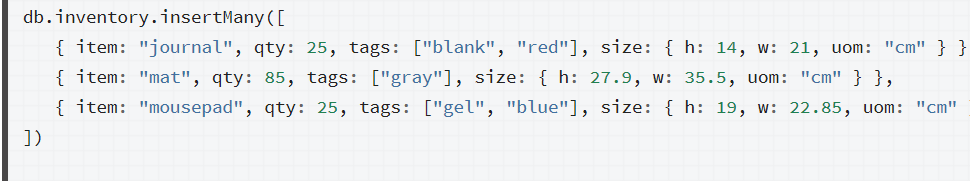 db.inventory.insertMany([
{ item: "journal", qty: 25, tags: ["blank", "red"], size: { h: 14, w: 21, uom: "cm" } }
{ item: "mat", qty: 85, tags: ["gray"], size: { h: 27.9, w: 35.5, uom: "cm" } },
{ item: "mousepad", qty: 25, tags: ["gel", "blue"], size: { h: 19, w: 22.85, uom: "cm"
])